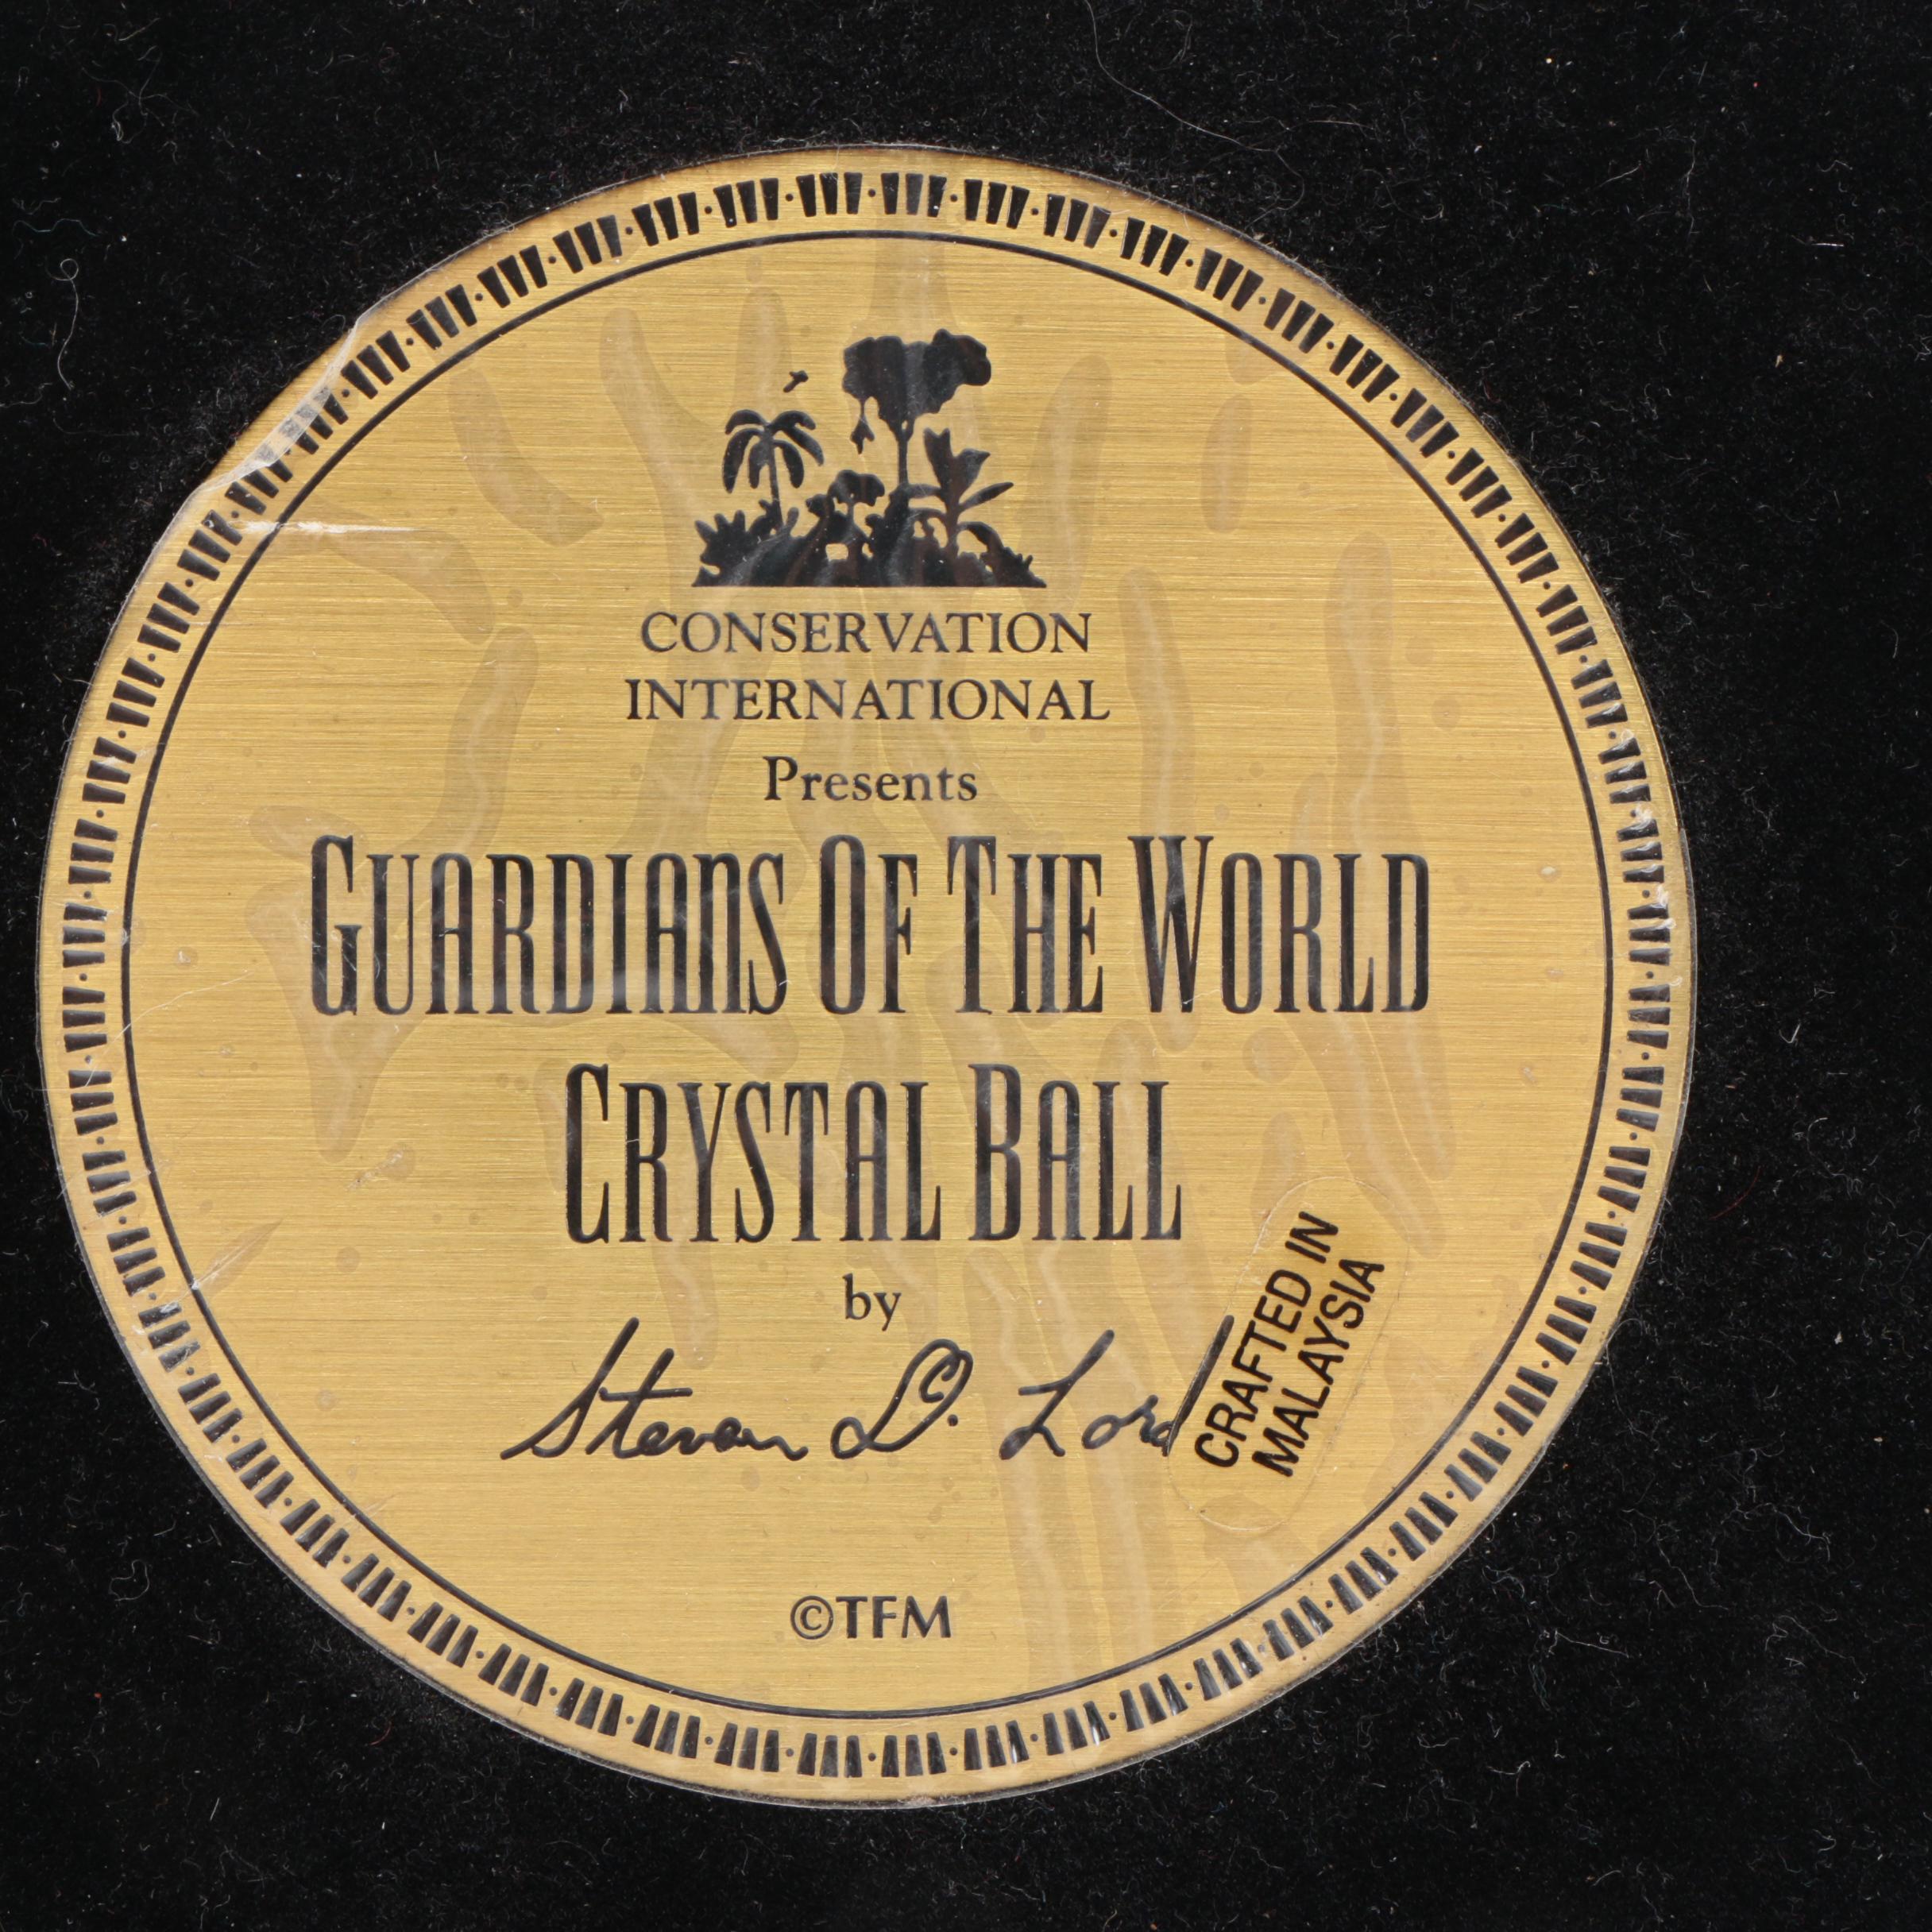 CONSERVATION
INTERNATIONAL
Presents
GUARDIANS OF THE WORLD
CRYSTAL BALL
by
Steven D. Lord
CRAFTED IN
MALAYSIA
©TFM